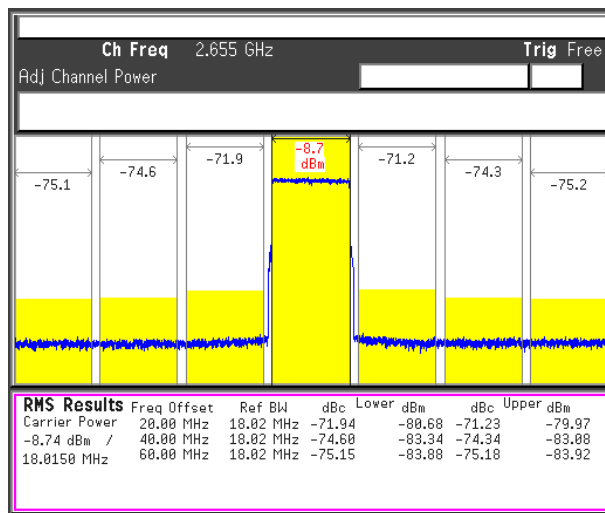 Ch Freq 2.655 GHz Trig Free
Adj Channel Power
-8.7
dBm
-75.1 -74.6 -71.9 -71.2 -74.3 -75.2
RMS Results Freq Offset Ref BW dBc Lower dBm dBc Upper dBm
Carrier Power 20.00 MHz 18.02 MHz -71.94 -80.68 -71.23 -79.97
-8.74 dBm / 40.00 MHz 18.02 MHz -74.60 -83.34 -74.34 -83.08
18.0150 MHz 60.00 MHz 18.02 MHz -75.15 -83.88 -75.18 -83.92